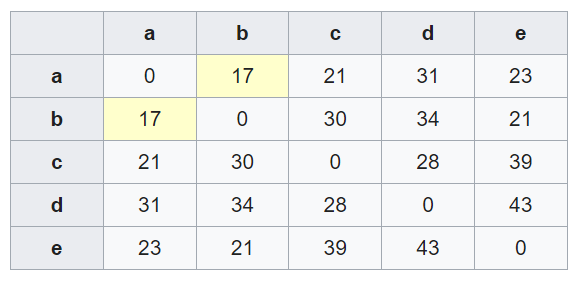 a b c d e
a 0 17 21 31 23
b 17 0 30 34 21
c 21 30 0 28 39
d 31 34 28 0 43
e 23 21 39 43 0